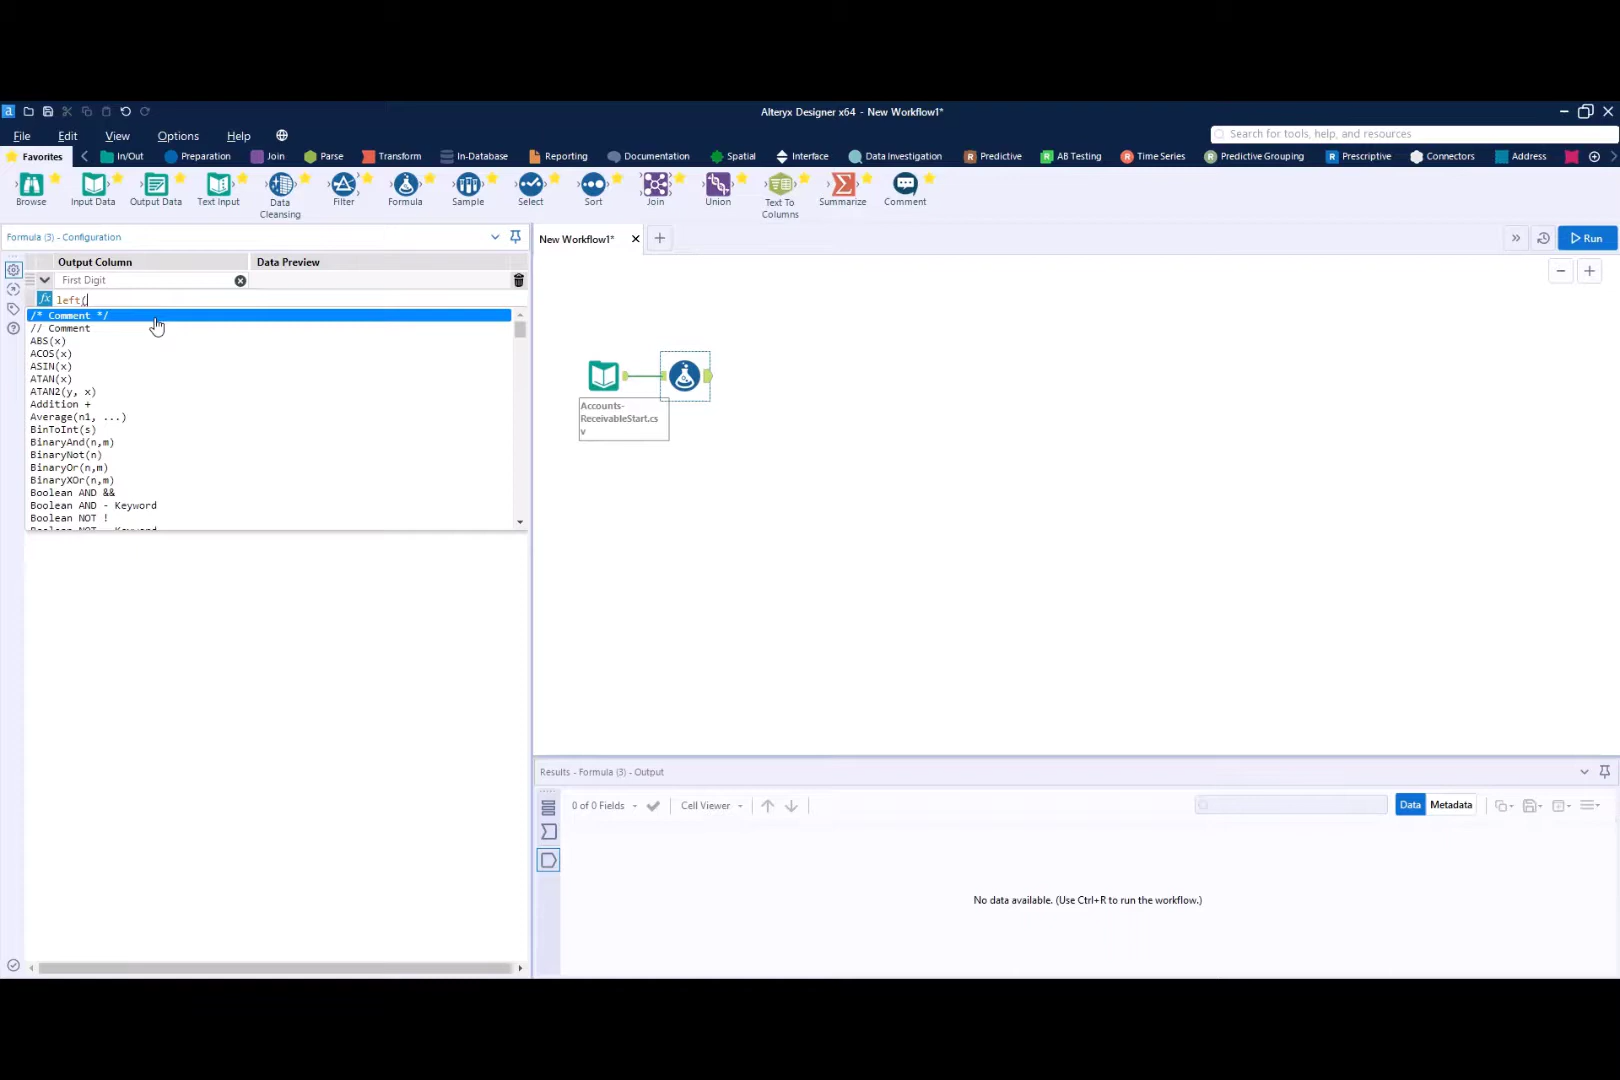 a
Alteryx Designer x64 - New Workflow1*
File Edit View Options Help
Search for tools, help, and resources
Favorites In/Out Preparation Join Parse Transform In-Database Reporting Documentation Spatial Interface Data Investigation Predictive AB Testing Time Series Predictive Grouping Prescriptive Connectors Address
Browse Input Data Output Data Text Input Data Cleansing Filter Formula Sample Select Sort Join Union Text To Columns Summarize Comment
Formula (3) - Configuration
New Workflow1*
Run
Output Column Data Preview
First Digit
fx left(
/* Comment */
// Comment
ABS(x)
ACOS(x)
ASIN(x)
ATAN(x)
ATAN2(y, x)
Addition +
Average(n1, ...)
BinToInt(s)
BinaryAnd(n,m)
BinaryNot(n)
BinaryOr(n,m)
BinaryXOr(n,m)
Boolean AND &&
Boolean AND - Keyword
Boolean NOT !
Boolean NOT - Keyword
Accounts-
ReceivableStart.cs
v
Results - Formula (3) - Output
0 of 0 Fields Cell Viewer Data Metadata
No data available. (Use Ctrl+R to run the workflow.)